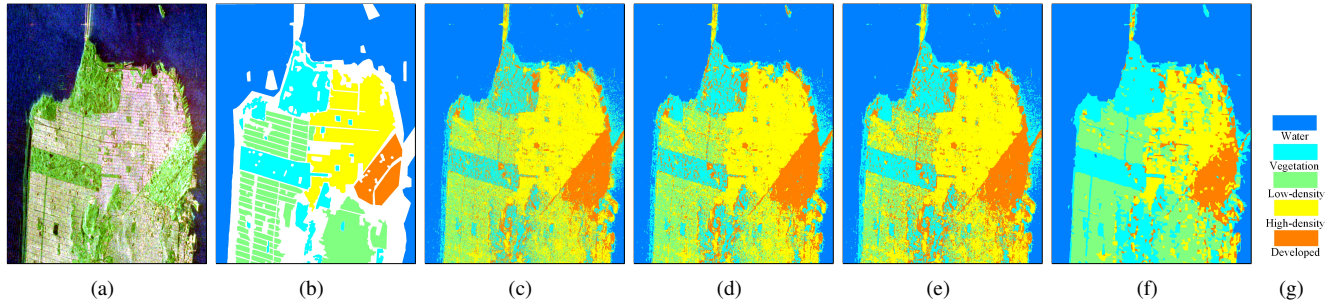 Water
Vegetation
Low-density
High-density
Developed
(a) (b) (c) (d) (e) (f) (g)